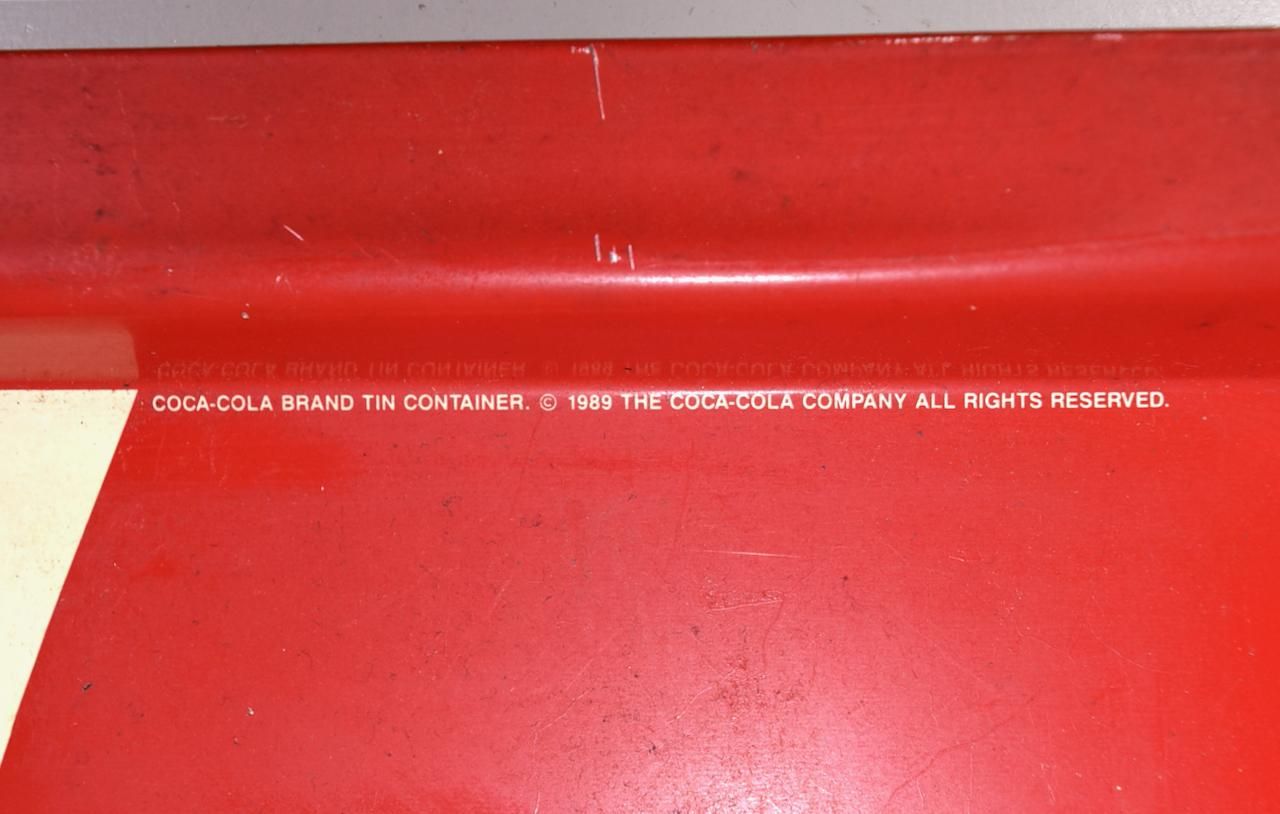 COCA-COLA BRAND TIN CONTAINER. © 1989 THE COCA-COLA COMPANY ALL RIGHTS RESERVED.